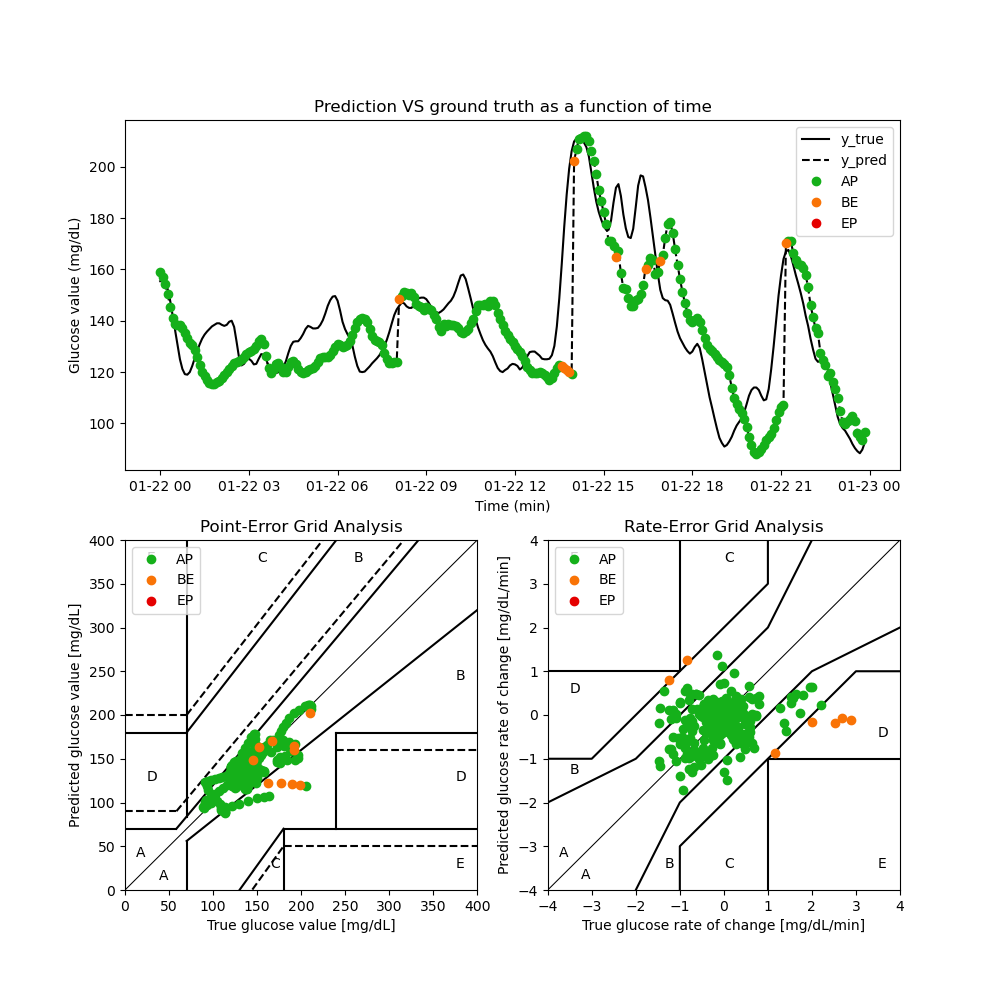 Prediction VS ground truth as a function of time
Glucose value (mg/dL)
200
180
160
140
120
100
y_true
y_pred
AP
BE
EP
01-22 00 01-22 03 01-22 06 01-22 09 01-22 12 01-22 15 01-22 18 01-22 21 01-23 00
Time (min)
Point-Error Grid Analysis
Predicted glucose value [mg/dL]
400
350
300
250
200
150
100
50
0
AP
BE
EP
C
B
B
D
D
A
A
C
E
0 50 100 150 200 250 300 350 400
True glucose value [mg/dL]
Rate-Error Grid Analysis
Predicted glucose rate of change [mg/dL/min]
4
3
2
1
0
−1
−2
−3
−4
AP
BE
EP
C
D
D
B
A
A
B
C
E
−4 −3 −2 −1 0 1 2 3 4
True glucose rate of change [mg/dL/min]